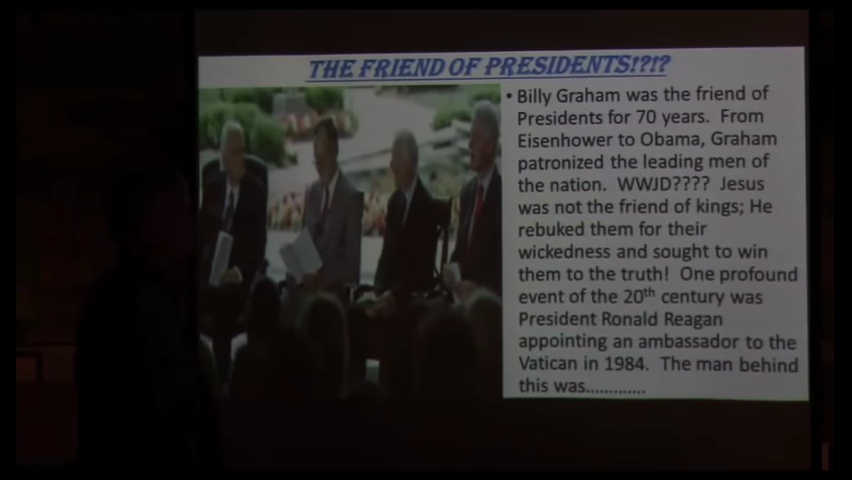 THE FRIEND OF PRESIDENTS!?!?
• Billy Graham was the friend of
Presidents for 70 years. From
Eisenhower to Obama, Graham
patronized the leading men of
the nation. WWJD???? Jesus
was not the friend of kings; He
rebuked them for their
wickedness and sought to win
them to the truth! One profound
event of the 20th century was
President Ronald Reagan
appointing an ambassador to the
Vatican in 1984. The man behind
this was.............